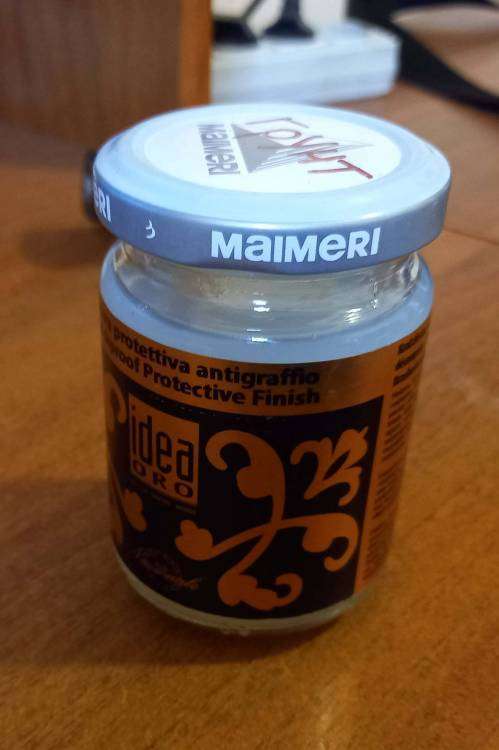 ГРУНТ
MAIMERI
MAIMERI
protettiva antigraffio
Protective Finish
idea
ORO